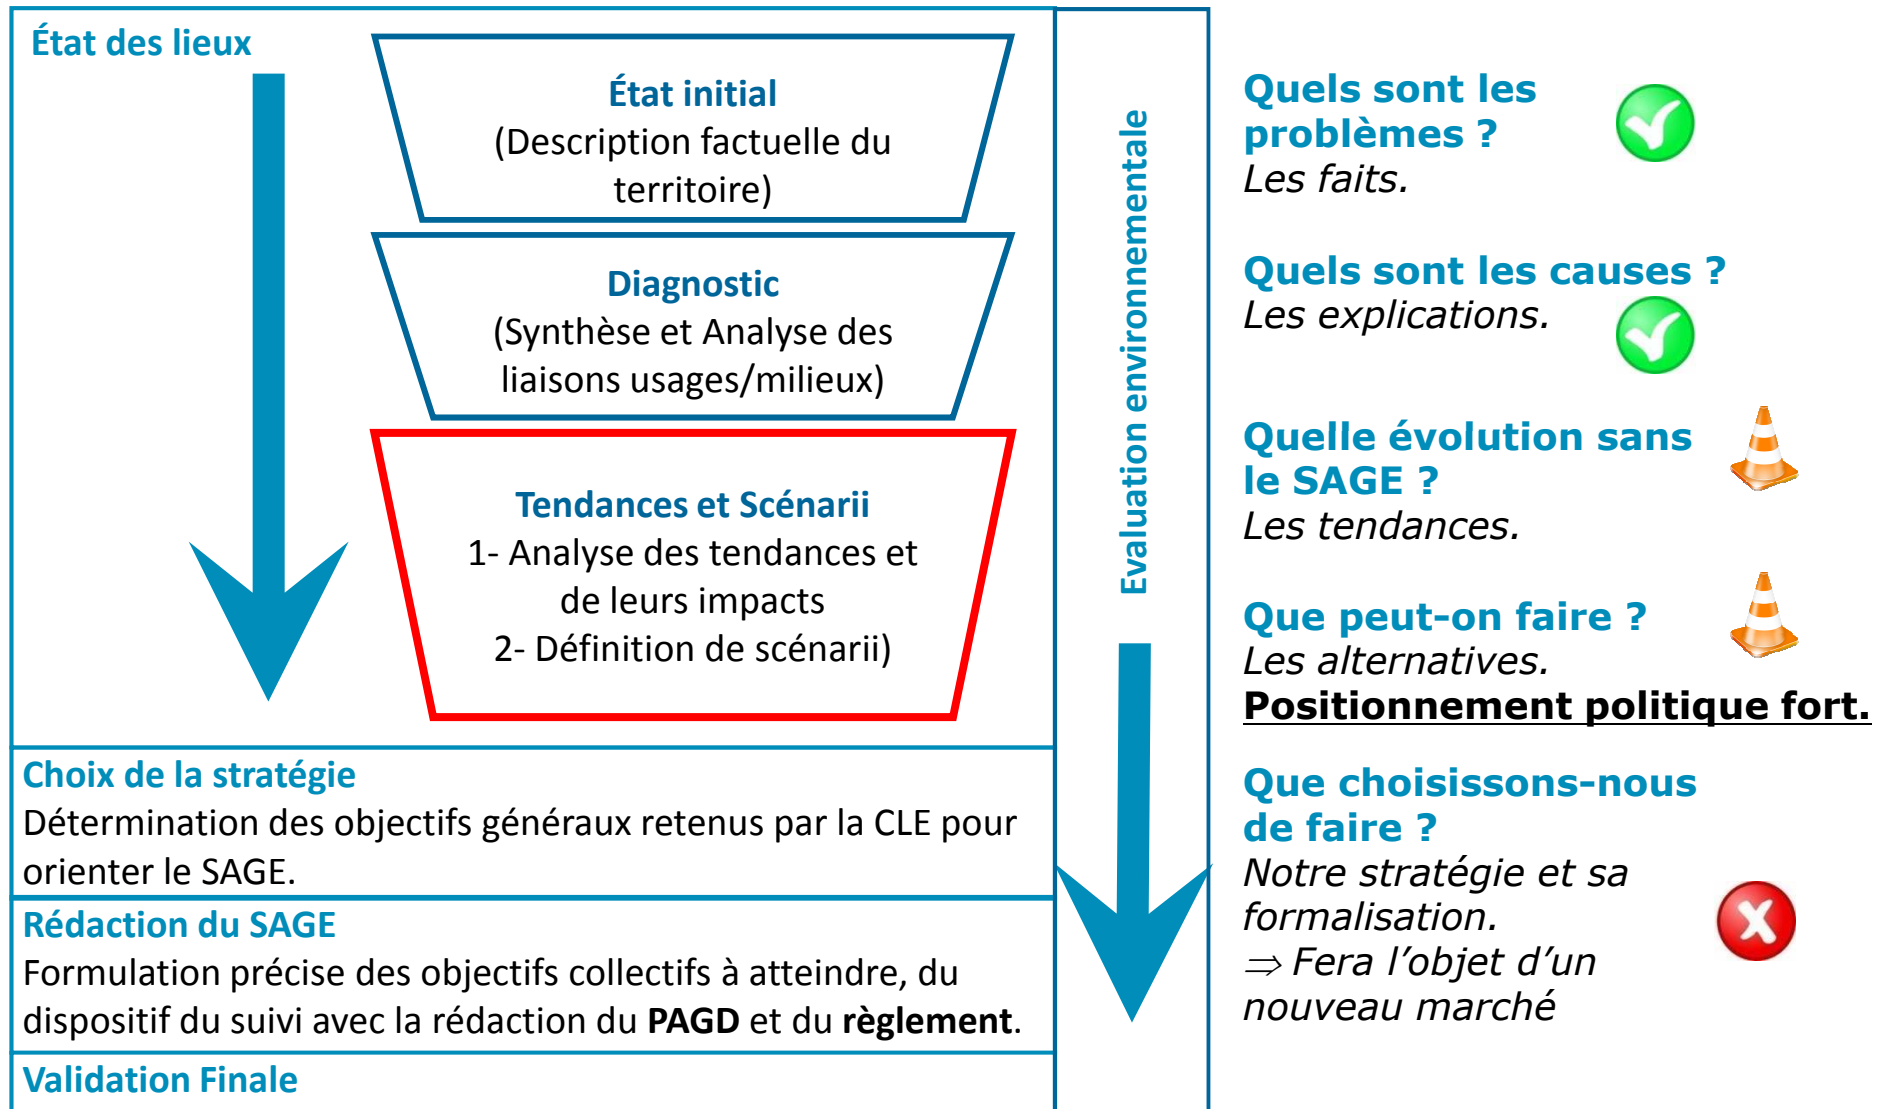 État des lieux
État initial
(Description factuelle du
territoire)
Diagnostic
(Synthèse et Analyse des
liaisons usages/milieux)
Tendances et Scénarii
1- Analyse des tendances et
de leurs impacts
2- Définition de scénarii)
Choix de la stratégie
Détermination des objectifs généraux retenus par la CLE pour
orienter le SAGE.
Rédaction du SAGE
Formulation précise des objectifs collectifs à atteindre, du
dispositif du suivi avec la rédaction du PAGD et du règlement.
Validation Finale
Evaluation environnementale
Quels sont les
problèmes ?
Les faits.
Quels sont les causes ?
Les explications.
Quelle évolution sans
le SAGE ?
Les tendances.
Que peut-on faire ?
Les alternatives.
Positionnement politique fort.
Que choisissons-nous
de faire ?
Notre stratégie et sa
formalisation.
⇒ Fera l’objet d’un
nouveau marché